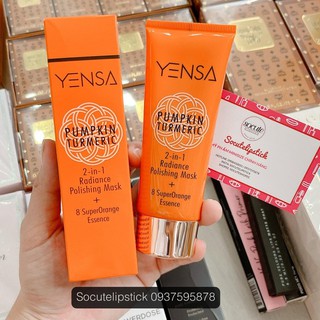 YENSA
PUMPKIN
TURMERIC
2-in-1
Radiance
Polishing Mask
+
8 SuperOrange
Essence
YENSA
PUMPKIN
TURMERIC
2-in-1
Radiance
Polishing Mask
+
8 SuperOrange
Essence
socute
Socutelipstick
Socutelipstick 0937595878